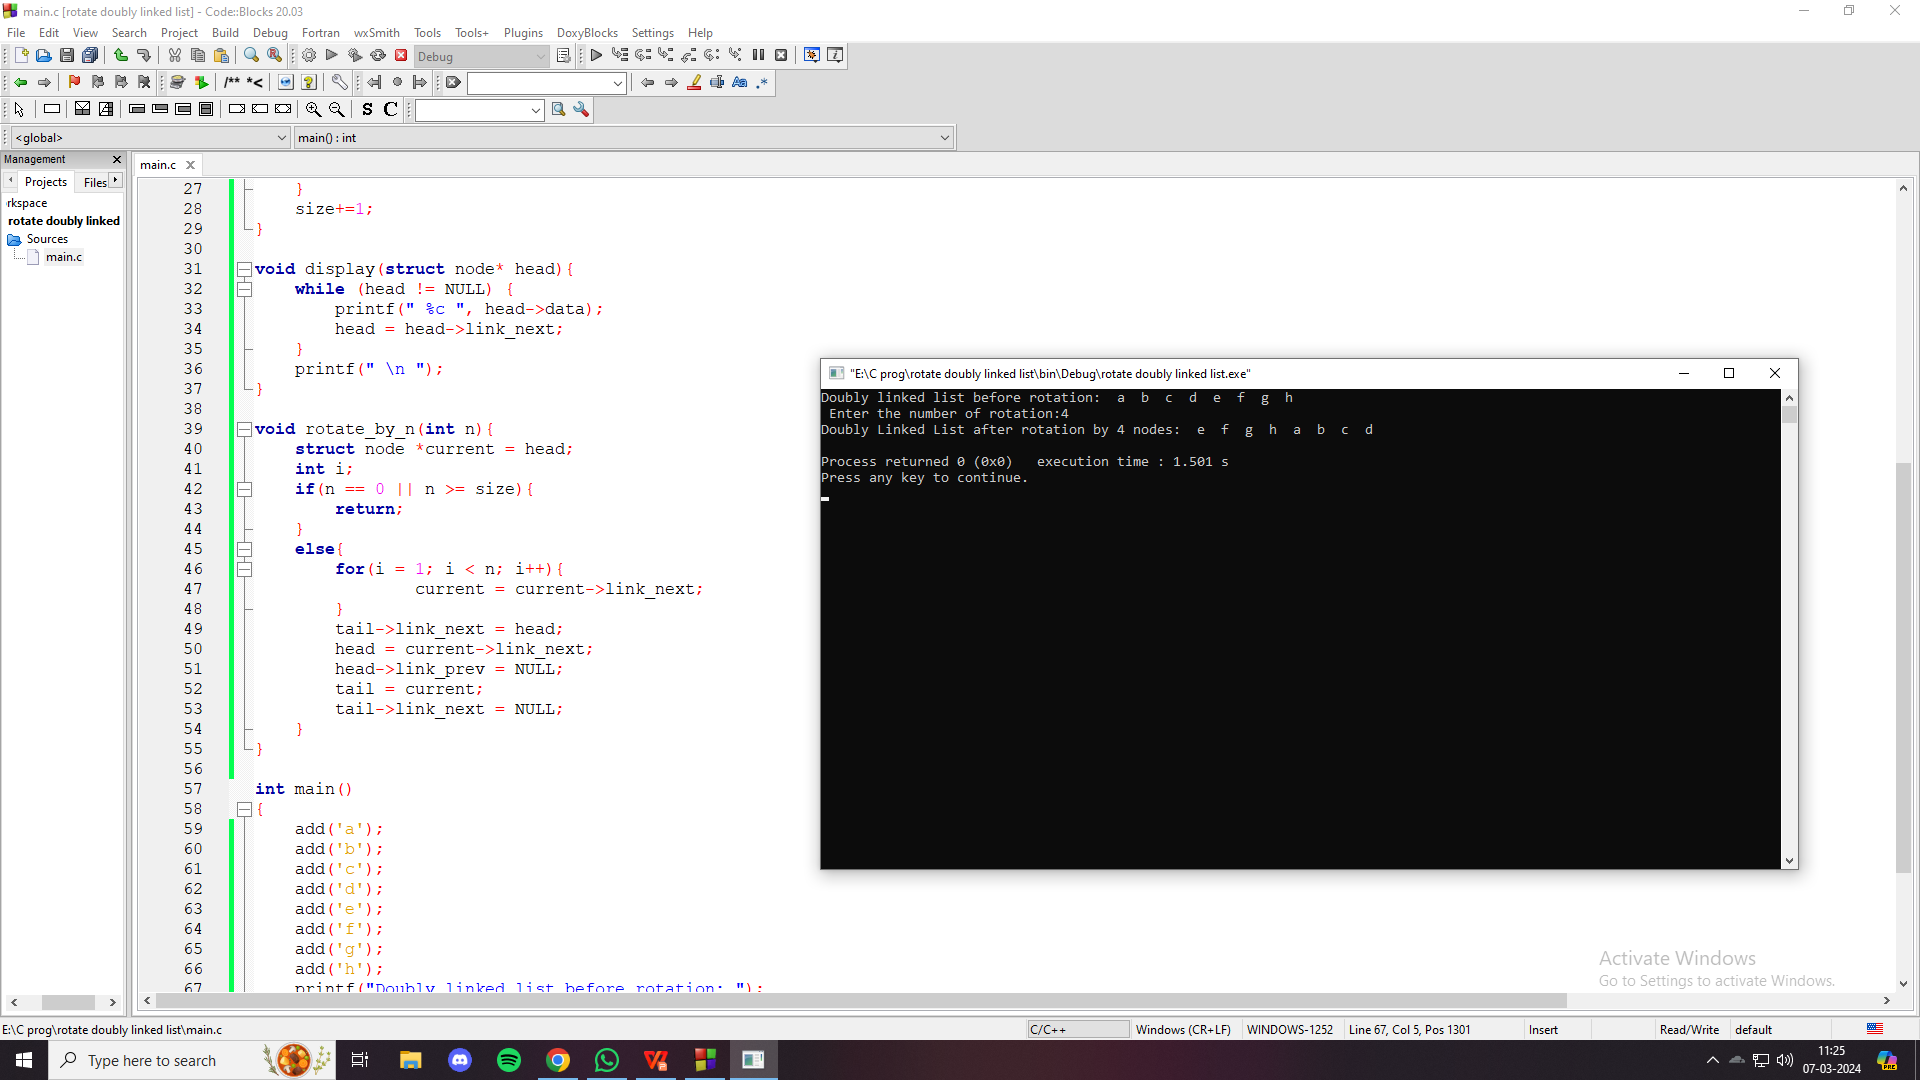 main.c [rotate doubly linked list] - Code::Blocks 20.03
File Edit View Search Project Build Debug Fortran wxSmith Tools Tools+ Plugins DoxyBlocks Settings Help
Debug
/** *<
Aa .*
S C
<global> main() : int
Management
main.c
Projects Files
rkspace
rotate doubly linked
Sources
main.c
27 }
28 size+=1;
29 }
30
31 void display(struct node* head){
32 while (head != NULL) {
33 printf(" %c ", head->data);
34 head = head->link_next;
35 }
36 printf(" \n ");
37 }
38
39 void rotate_by_n(int n){
40 struct node *current = head;
41 int i;
42 if(n == 0 || n >= size){
43 return;
44 }
45 else{
46 for(i = 1; i < n; i++){
47 current = current->link_next;
48 }
49 tail->link_next = head;
50 head = current->link_next;
51 head->link_prev = NULL;
52 tail = current;
53 tail->link_next = NULL;
54 }
55 }
56
57 int main()
58 {
59 add('a');
60 add('b');
61 add('c');
62 add('d');
63 add('e');
64 add('f');
65 add('g');
66 add('h');
67 printf("Doubly linked list before rotation: ");
"E:\C prog\rotate doubly linked list\bin\Debug\rotate doubly linked list.exe"
Doubly linked list before rotation: a b c d e f g h
Enter the number of rotation:4
Doubly Linked List after rotation by 4 nodes: e f g h a b c d
Process returned 0 (0x0) execution time : 1.501 s
Press any key to continue.
Activate Windows
Go to Settings to activate Windows.
E:\C prog\rotate doubly linked list\main.c C/C++ Windows (CR+LF) WINDOWS-1252 Line 67, Col 5, Pos 1301 Insert Read/Write default
Type here to search
11:25
07-03-2024
PRE